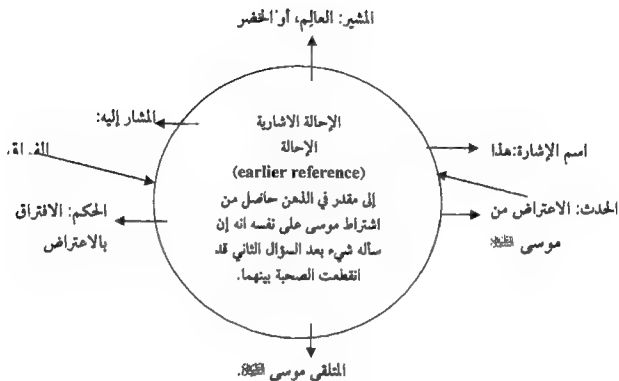 المشير: العالِم، أو الخضر
الإحالة الاشارية
الإحالة
(earlier reference)
إلى مقدر في الذهن حاصل من
اشتراط موسى على نفسه انه إن
سأله شيء بعد السؤال الثاني قد
انقطعت الصحبة بينهما.
اسم الإشارة:هذا
الحدث: الاعتراض من
موسى
المشار إليه:
الحكم: الافتراق
بالاعتراض
المتلقي موسى